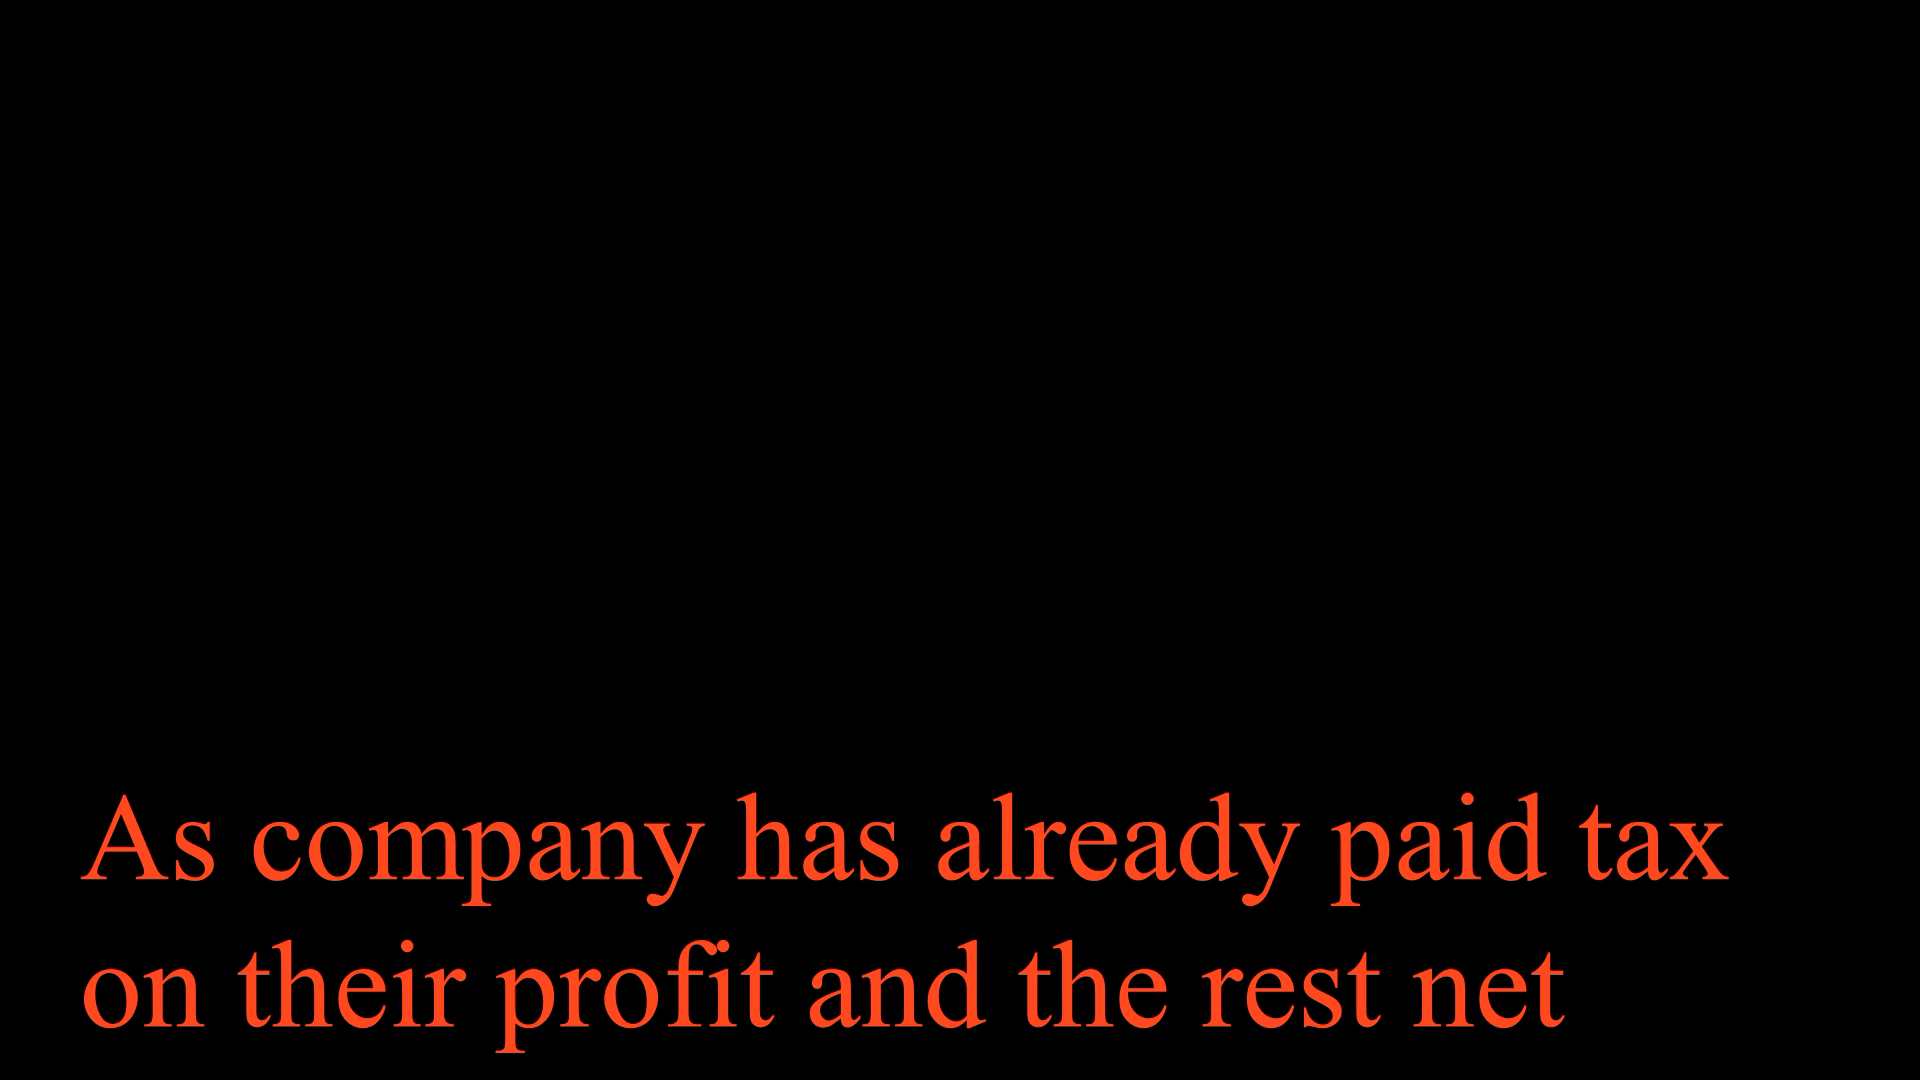 As company has already paid tax
on their profit and the rest net